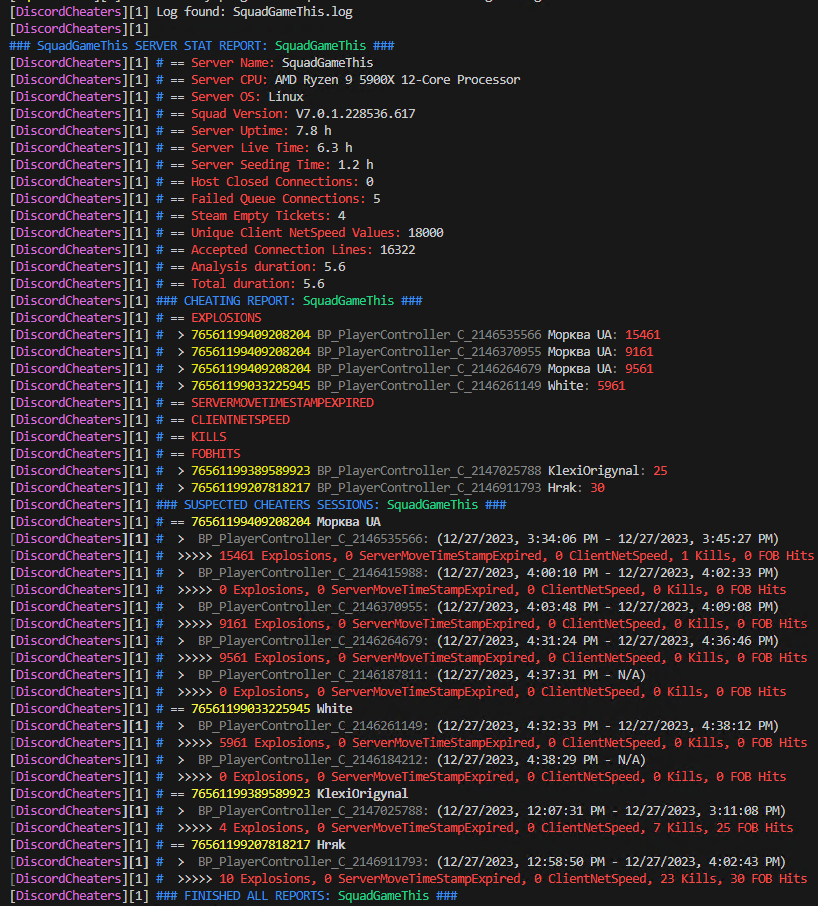 [DiscordCheaters][1] Log found: SquadGameThis.log
[DiscordCheaters][1]
### SquadGameThis SERVER STAT REPORT: SquadGameThis ###
[DiscordCheaters][1] # == Server Name: SquadGameThis
[DiscordCheaters][1] # == Server CPU: AMD Ryzen 9 5900X 12-Core Processor
[DiscordCheaters][1] # == Server OS: Linux
[DiscordCheaters][1] # == Squad Version: V7.0.1.228536.617
[DiscordCheaters][1] # == Server Uptime: 7.8 h
[DiscordCheaters][1] # == Server Live Time: 6.3 h
[DiscordCheaters][1] # == Server Seeding Time: 1.2 h
[DiscordCheaters][1] # == Host Closed Connections: 0
[DiscordCheaters][1] # == Failed Queue Connections: 5
[DiscordCheaters][1] # == Steam Empty Tickets: 4
[DiscordCheaters][1] # == Unique Client NetSpeed Values: 18000
[DiscordCheaters][1] # == Accepted Connection Lines: 16322
[DiscordCheaters][1] # == Analysis duration: 5.6
[DiscordCheaters][1] # == Total duration: 5.6
[DiscordCheaters][1] ### CHEATING REPORT: SquadGameThis ###
[DiscordCheaters][1] # == EXPLOSIONS
[DiscordCheaters][1] #  > 76561199409208204 BP_PlayerController_C_2146535566 Морква UA: 15461
[DiscordCheaters][1] #  > 76561199409208204 BP_PlayerController_C_2146370955 Морква UA: 9161
[DiscordCheaters][1] #  > 76561199409208204 BP_PlayerController_C_2146264679 Морква UA: 9561
[DiscordCheaters][1] #  > 76561199033225945 BP_PlayerController_C_2146261149 White: 5961
[DiscordCheaters][1] # == SERVERMOVETIMESTAMPEXPIRED
[DiscordCheaters][1] # == CLIENTNETSPEED
[DiscordCheaters][1] # == KILLS
[DiscordCheaters][1] # == FOBHITS
[DiscordCheaters][1] #  > 76561199389589923 BP_PlayerController_C_2147025788 KlexiOrigynal: 25
[DiscordCheaters][1] #  > 76561199207818217 BP_PlayerController_C_2146911793 Нряк: 30
[DiscordCheaters][1] ### SUSPECTED CHEATERS SESSIONS: SquadGameThis ###
[DiscordCheaters][1] # == 76561199409208204 Морква UA
[DiscordCheaters][1] #  >  BP_PlayerController_C_2146535566: (12/27/2023, 3:34:06 PM - 12/27/2023, 3:45:27 PM)
[DiscordCheaters][1] #  >>>>> 15461 Explosions, 0 ServerMoveTimeStampExpired, 0 ClientNetSpeed, 1 Kills, 0 FOB Hits
[DiscordCheaters][1] #  >  BP_PlayerController_C_2146415988: (12/27/2023, 4:00:10 PM - 12/27/2023, 4:02:33 PM)
[DiscordCheaters][1] #  >>>>> 0 Explosions, 0 ServerMoveTimeStampExpired, 0 ClientNetSpeed, 0 Kills, 0 FOB Hits
[DiscordCheaters][1] #  >  BP_PlayerController_C_2146370955: (12/27/2023, 4:03:48 PM - 12/27/2023, 4:09:08 PM)
[DiscordCheaters][1] #  >>>>> 9161 Explosions, 0 ServerMoveTimeStampExpired, 0 ClientNetSpeed, 0 Kills, 0 FOB Hits
[DiscordCheaters][1] #  >  BP_PlayerController_C_2146264679: (12/27/2023, 4:31:24 PM - 12/27/2023, 4:36:46 PM)
[DiscordCheaters][1] #  >>>>> 9561 Explosions, 0 ServerMoveTimeStampExpired, 0 ClientNetSpeed, 0 Kills, 0 FOB Hits
[DiscordCheaters][1] #  >  BP_PlayerController_C_2146187811: (12/27/2023, 4:37:31 PM - N/A)
[DiscordCheaters][1] #  >>>>> 0 Explosions, 0 ServerMoveTimeStampExpired, 0 ClientNetSpeed, 0 Kills, 0 FOB Hits
[DiscordCheaters][1] # == 76561199033225945 White
[DiscordCheaters][1] #  >  BP_PlayerController_C_2146261149: (12/27/2023, 4:32:33 PM - 12/27/2023, 4:38:12 PM)
[DiscordCheaters][1] #  >>>>> 5961 Explosions, 0 ServerMoveTimeStampExpired, 0 ClientNetSpeed, 0 Kills, 0 FOB Hits
[DiscordCheaters][1] #  >  BP_PlayerController_C_2146184212: (12/27/2023, 4:38:29 PM - N/A)
[DiscordCheaters][1] #  >>>>> 0 Explosions, 0 ServerMoveTimeStampExpired, 0 ClientNetSpeed, 0 Kills, 0 FOB Hits
[DiscordCheaters][1] # == 76561199389589923 KlexiOrigynal
[DiscordCheaters][1] #  >  BP_PlayerController_C_2147025788: (12/27/2023, 12:07:31 PM - 12/27/2023, 3:11:08 PM)
[DiscordCheaters][1] #  >>>>> 4 Explosions, 0 ServerMoveTimeStampExpired, 0 ClientNetSpeed, 7 Kills, 25 FOB Hits
[DiscordCheaters][1] # == 76561199207818217 Нряк
[DiscordCheaters][1] #  >  BP_PlayerController_C_2146911793: (12/27/2023, 12:58:50 PM - 12/27/2023, 4:02:43 PM)
[DiscordCheaters][1] #  >>>>> 10 Explosions, 0 ServerMoveTimeStampExpired, 0 ClientNetSpeed, 23 Kills, 30 FOB Hits
[DiscordCheaters][1] ### FINISHED ALL REPORTS: SquadGameThis ###